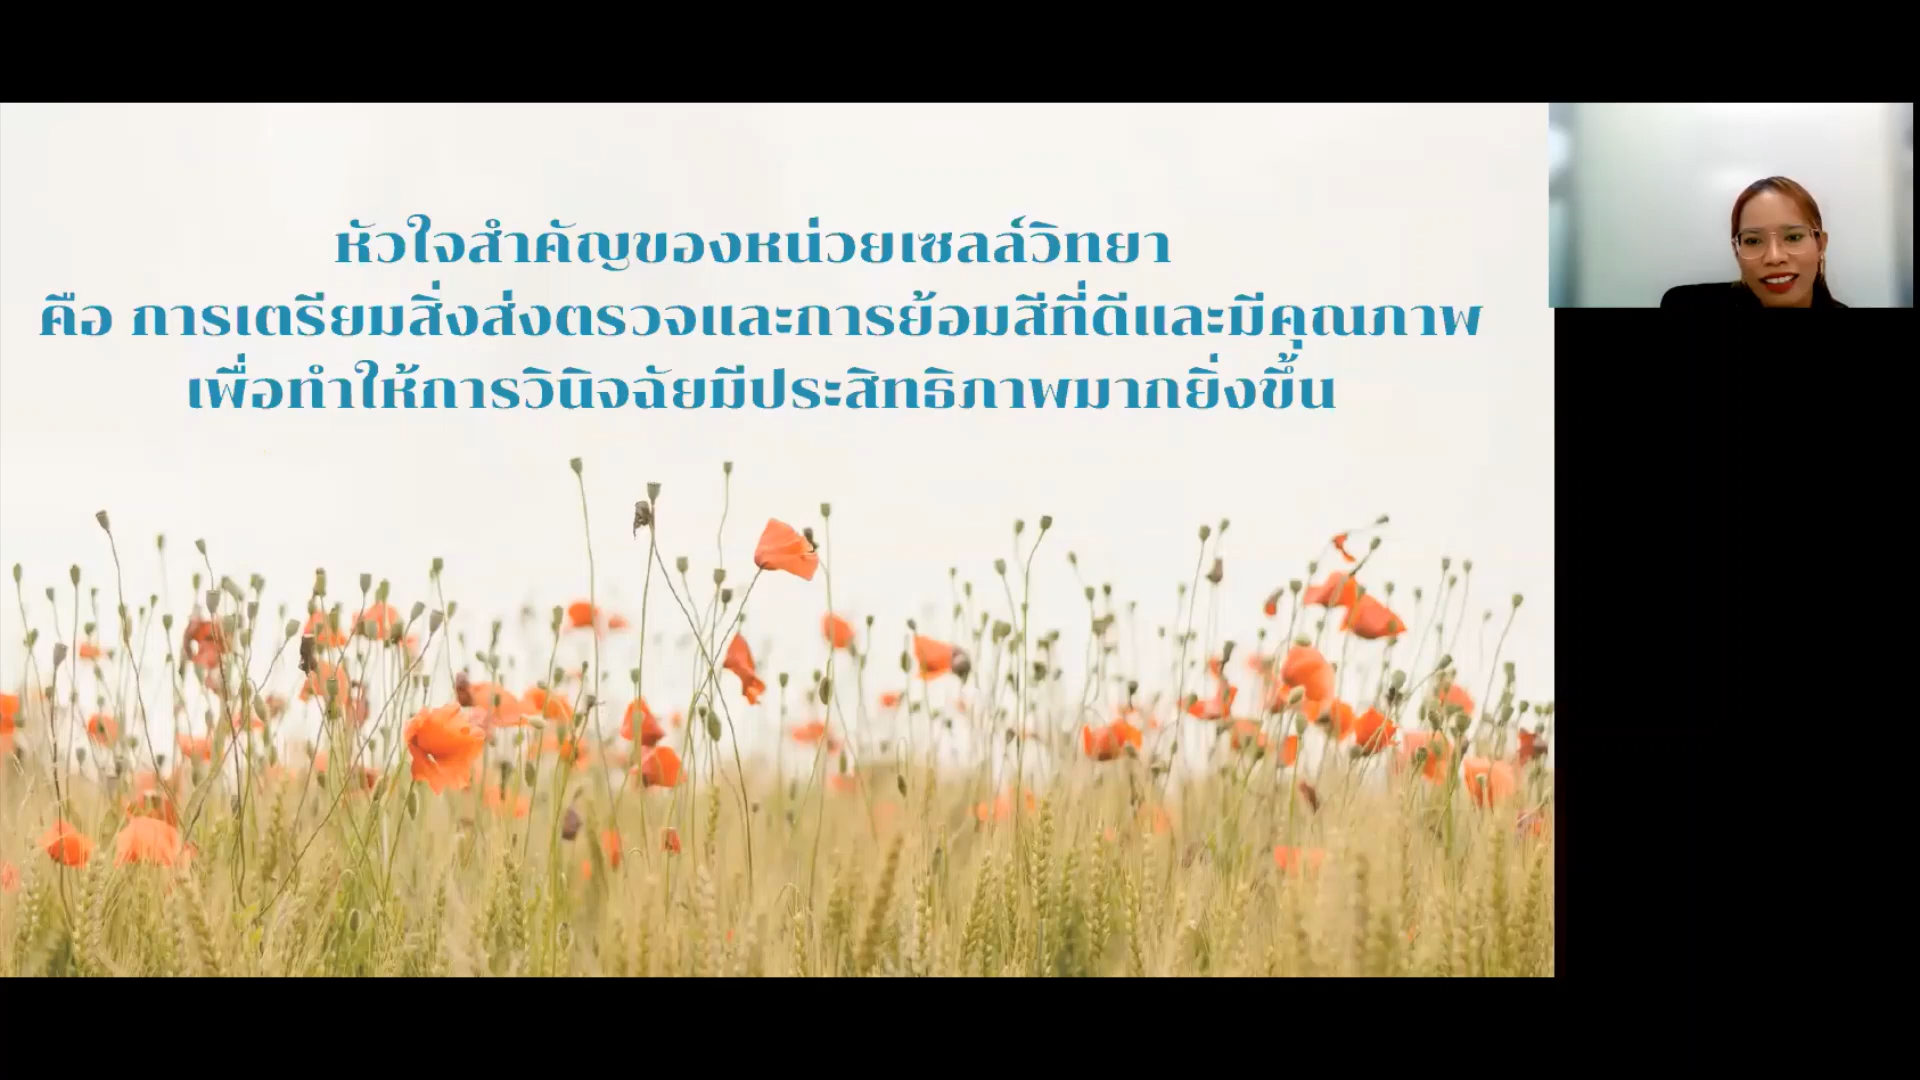 หัวใจสำคัญของหน่วยเซลล์วิทยา
คือ การเตรียมสิ่งส่งตรวจและการย้อมสีที่ดีและมีคุณภาพ
เพื่อทำให้การวินิจฉัยมีประสิทธิภาพมากยิ่งขึ้น